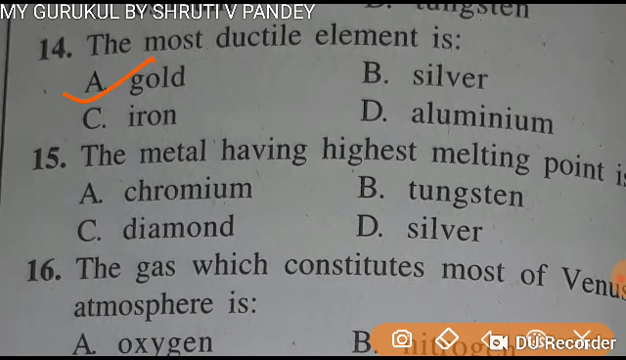 MY GURUKUL BY SHRUTI V PANDEY
D. tungsten
14. The most ductile element is:
A. gold
B. silver
C. iron
D. aluminium
15. The metal having highest melting point is
A. chromium
B. tungsten
C. diamond
D. silver
16. The gas which constitutes most of Venus
atmosphere is:
A. oxygen
B.
DU Recorder